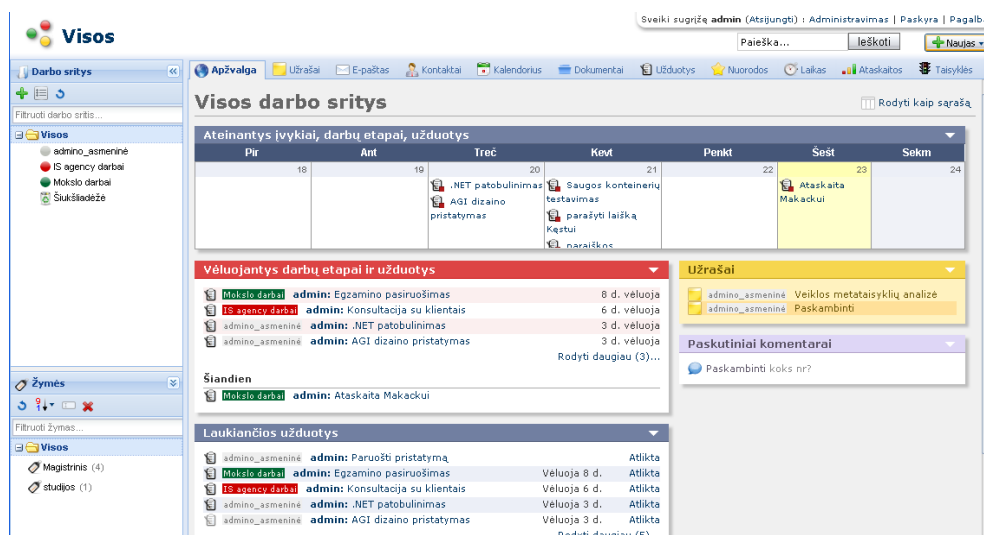 Sveiki sugrįžę admin (Atsijungti) : Administravimas | Paskyra | Pagalb
Visos
Paieška... Ieškoti Naujas
Darbo sritys
Apžvalga Užrašai E-paštas Kontaktai Kalendorius Dokumentai Užduotys Nuorodos Laikas Ataskaitos Taisyklės
Filtruoti darbo sritis...
Visos
admino_asmeninė
IS agency darbai
Mokslo darbai
Šiukšliadėžė
Visos darbo sritys
Rodyti kaip sąrašą
Ateinantys įvykiai, darbų etapai, užduotys
Pir Ant Treč Kevt Penkt Šešt Sekm
18 19 20 21 22 23 24
.NET patobulinimas
AGI dizaino
pristatymas
Saugos konteinerių
testavimas
parašyti laišką
Kęstui
paraiškos
Ataskaita
Makackui
Vėluojantys darbų etapai ir užduotys
Mokslo darbai admin: Egzamino pasiruošimas 8 d. vėluoja
IS agency darbai admin: Konsultacija su klientais 6 d. vėluoja
admino_asmeninė admin: .NET patobulinimas 3 d. vėluoja
admino_asmeninė admin: AGI dizaino pristatymas 3 d. vėluoja
Rodyti daugiau (3)...
Šiandien
Mokslo darbai admin: Ataskaita Makackui
Užrašai
admino_asmeninė Veiklos metataisyklių analizė
admino_asmeninė Paskambinti
Paskutiniai komentarai
Paskambinti koks nr?
Žymės
Filtruoti žymas...
Visos
Magistrinis (4)
studijos (1)
Laukiančios užduotys
admino_asmeninė admin: Paruošti pristatymą Atlikta
Mokslo darbai admin: Egzamino pasiruošimas Vėluoja 8 d. Atlikta
IS agency darbai admin: Konsultacija su klientais Vėluoja 6 d. Atlikta
admino_asmeninė admin: .NET patobulinimas Vėluoja 3 d. Atlikta
admino_asmeninė admin: AGI dizaino pristatymas Vėluoja 3 d. Atlikta
Rodyti daugiau (5)...